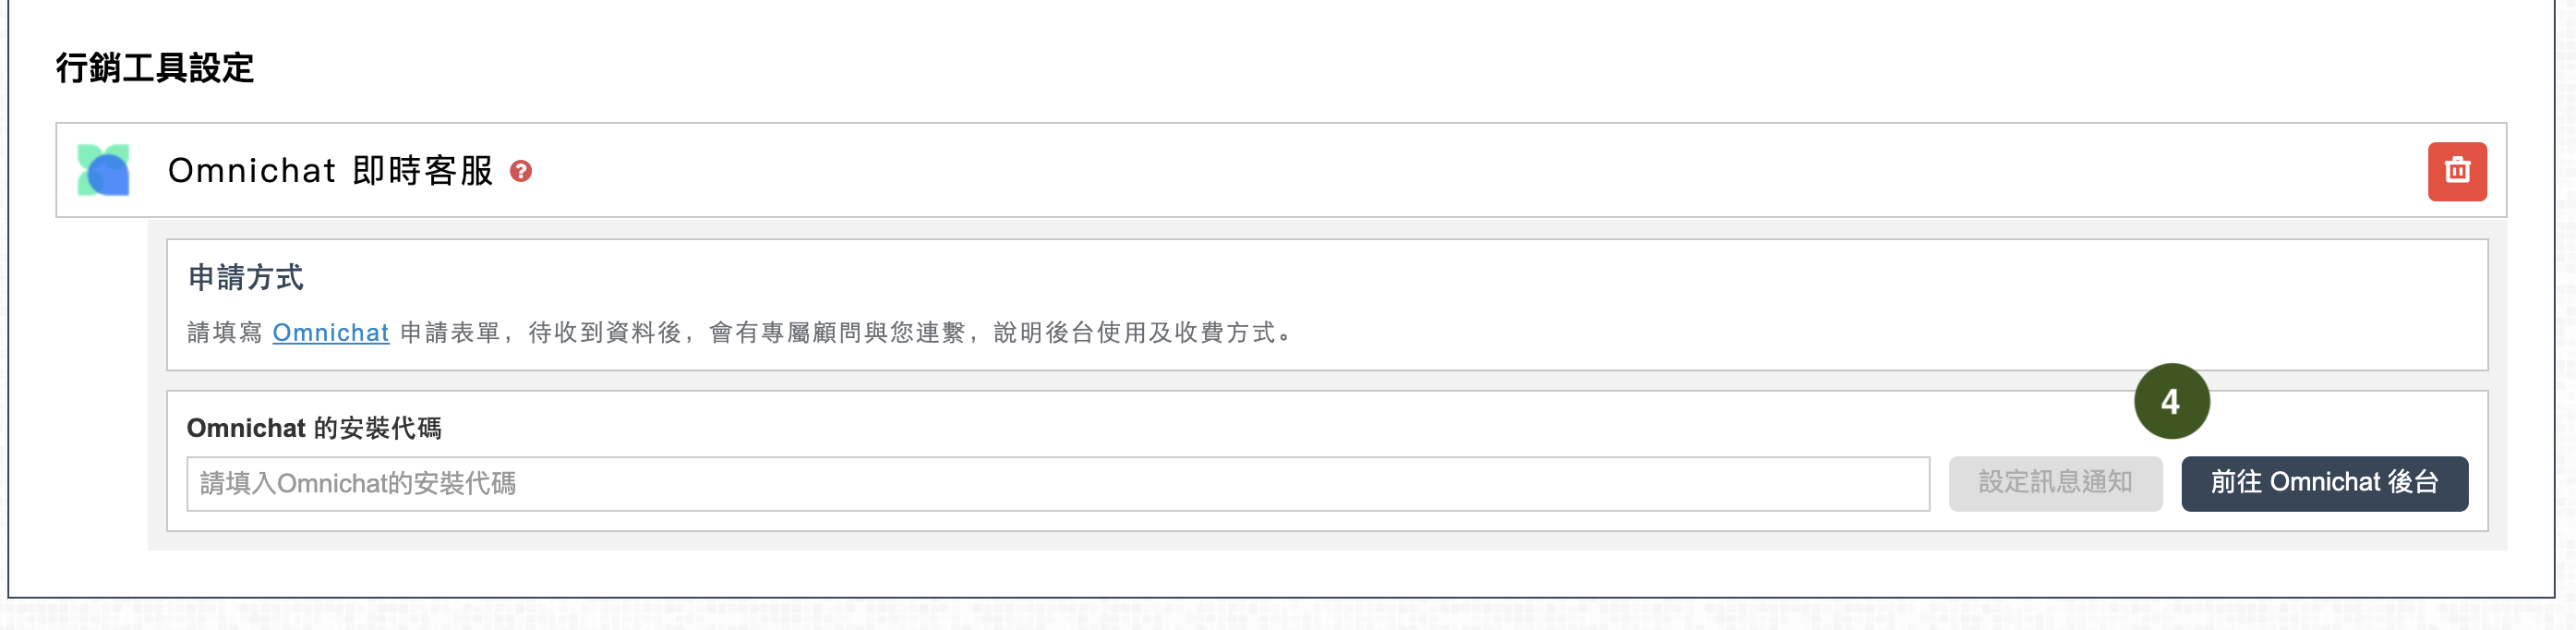 行銷工具設定
Omnichat 即時客服 ?
申請方式
請填寫 Omnichat 申請表單，待收到資料後，會有專屬顧問與您連繫，說明後台使用及收費方式。
4
Omnichat 的安裝代碼
請填入Omnichat的安裝代碼 設定訊息通知 前往 Omnichat 後台